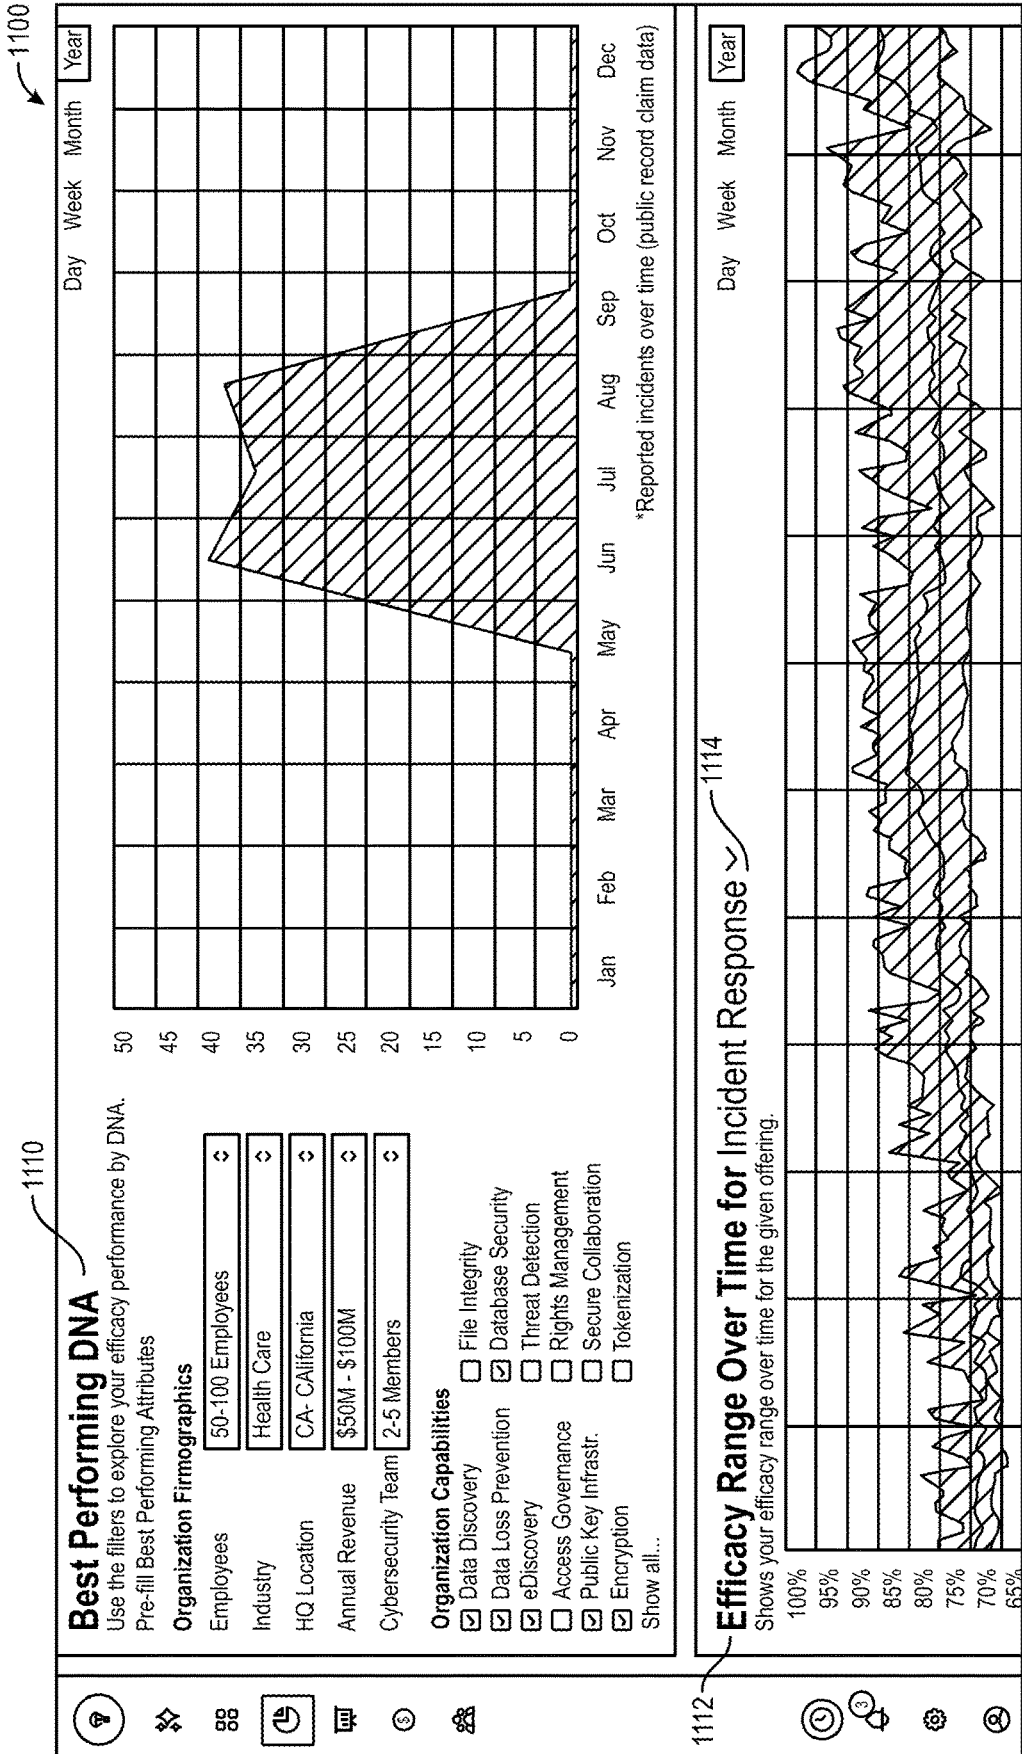 1100
1110
Best Performing DNA
Use the filters to explore your efficacy performance by DNA.
Pre-fill Best Performing Attributes
Day Week Month Year
Organization Firmographics
Employees 50-100 Employees
Industry Health Care
HQ Location CA- CAlifornia
Annual Revenue $50M - $100M
Cybersecurity Team 2-5 Members
Organization Capabilities
Data Discovery File Integrity
Data Loss Prevention Database Security
eDiscovery Threat Detection
Access Governance Rights Management
Public Key Infrastr. Secure Collaboration
Encryption Tokenization
Show all...
50
45
40
35
30
25
20
15
10
5
0
Jan Feb Mar Apr May Jun Jul Aug Sep Oct Nov Dec
*Reported incidents over time (public record claim data)
1112
1114
Efficacy Range Over Time for Incident Response
Shows your efficacy range over time for the given offering.
Day Week Month Year
100%
95%
90%
85%
80%
75%
70%
65%
3